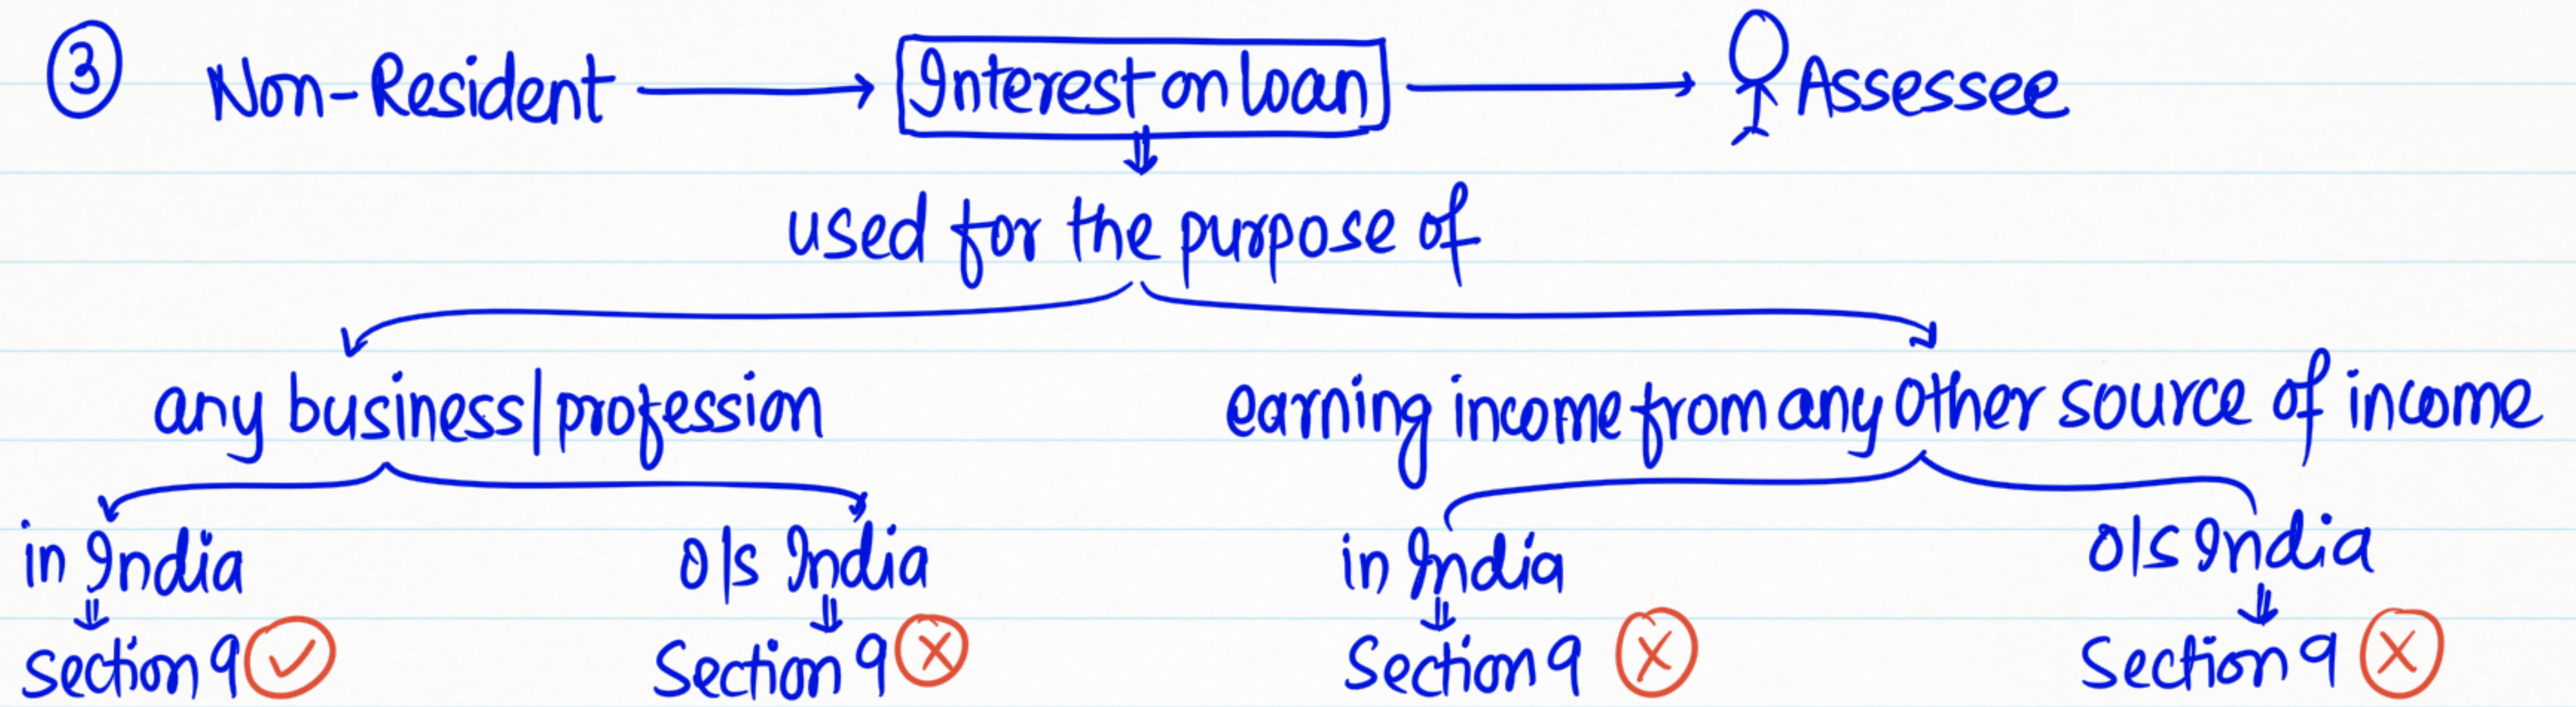 3 Non-Resident → Interest on loan → Assessee
used for the purpose of
any business/profession earning income from any other source of income
in India o/s India in India o/s India
Section 9 ✓ Section 9 ✗ Section 9 ✗ Section 9 ✗